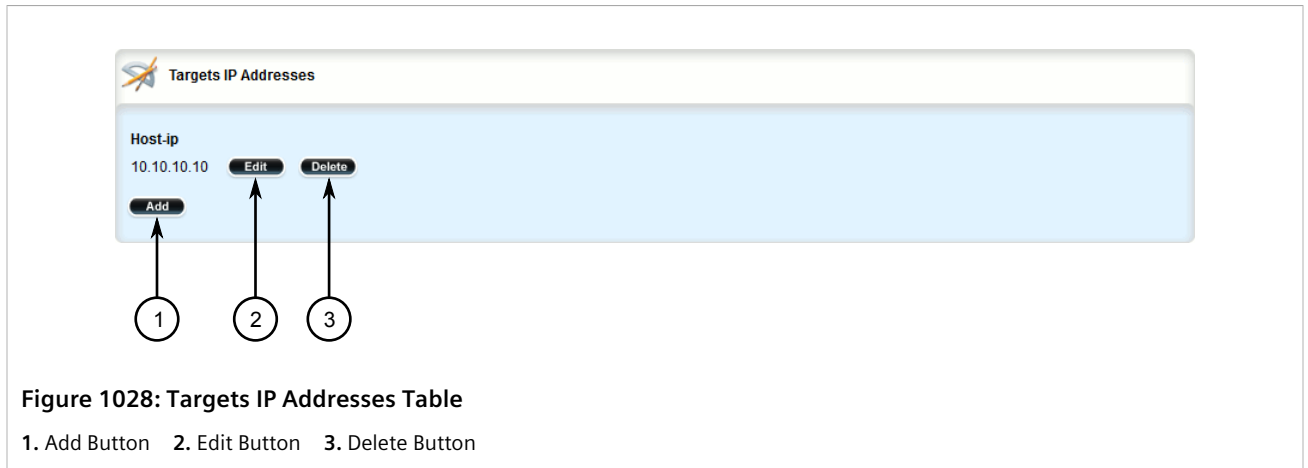 Targets IP Addresses
Host-ip
10.10.10.10 Edit Delete
Add
1 2 3
Figure 1028: Targets IP Addresses Table
1. Add Button 2. Edit Button 3. Delete Button